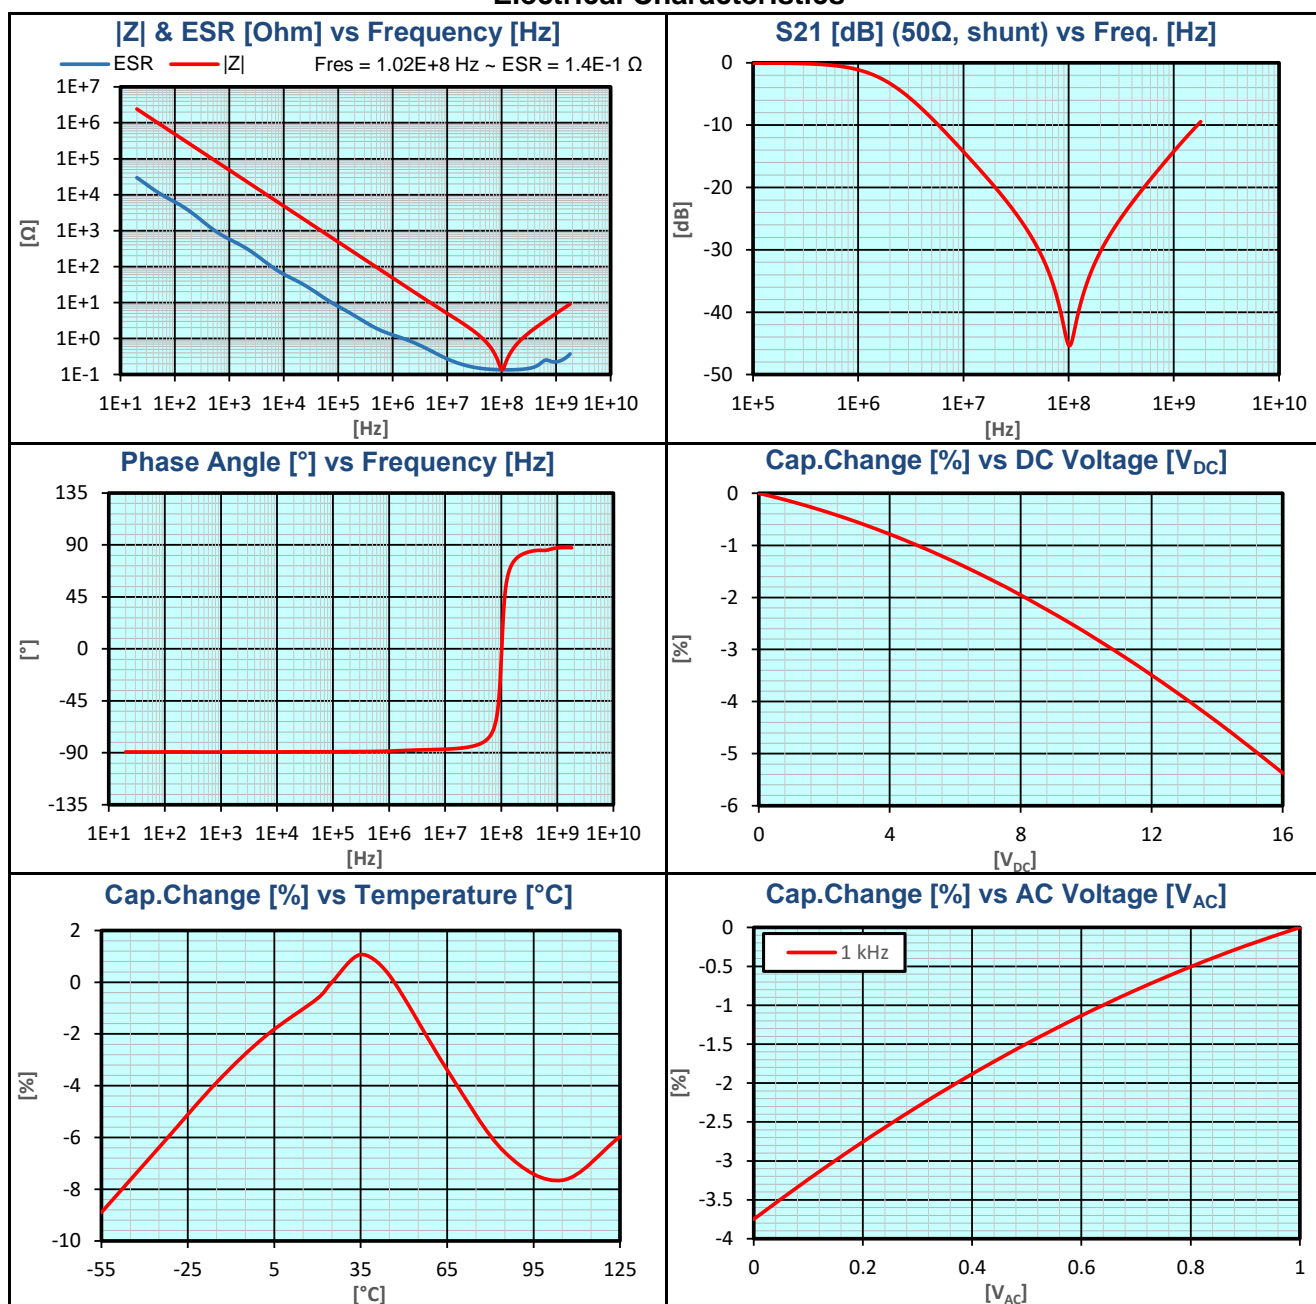 Electrical Characteristics
|Z| & ESR [Ohm] vs Frequency [Hz]
ESR |Z| Fres = 1.02E+8 Hz ~ ESR = 1.4E-1 Ω
1E+7
1E+6
1E+5
1E+4
1E+3
1E+2
1E+1
1E+0
1E-1
[Ω]
1E+1 1E+2 1E+3 1E+4 1E+5 1E+6 1E+7 1E+8 1E+9 1E+10
[Hz]
S21 [dB] (50Ω, shunt) vs Freq. [Hz]
0
-10
-20
-30
-40
-50
[dB]
1E+5 1E+6 1E+7 1E+8 1E+9 1E+10
[Hz]
Phase Angle [°] vs Frequency [Hz]
135
90
45
0
-45
-90
-135
[°]
1E+1 1E+2 1E+3 1E+4 1E+5 1E+6 1E+7 1E+8 1E+9 1E+10
[Hz]
Cap.Change [%] vs DC Voltage [VDC]
0
-1
-2
-3
-4
-5
-6
[%]
0 4 8 12 16
[VDC]
Cap.Change [%] vs Temperature [°C]
2
0
-2
-4
-6
-8
-10
[%]
-55 -25 5 35 65 95 125
[°C]
Cap.Change [%] vs AC Voltage [VAC]
1 kHz
0
-0.5
-1
-1.5
-2
-2.5
-3
-3.5
-4
[%]
0 0.2 0.4 0.6 0.8 1
[VAC]